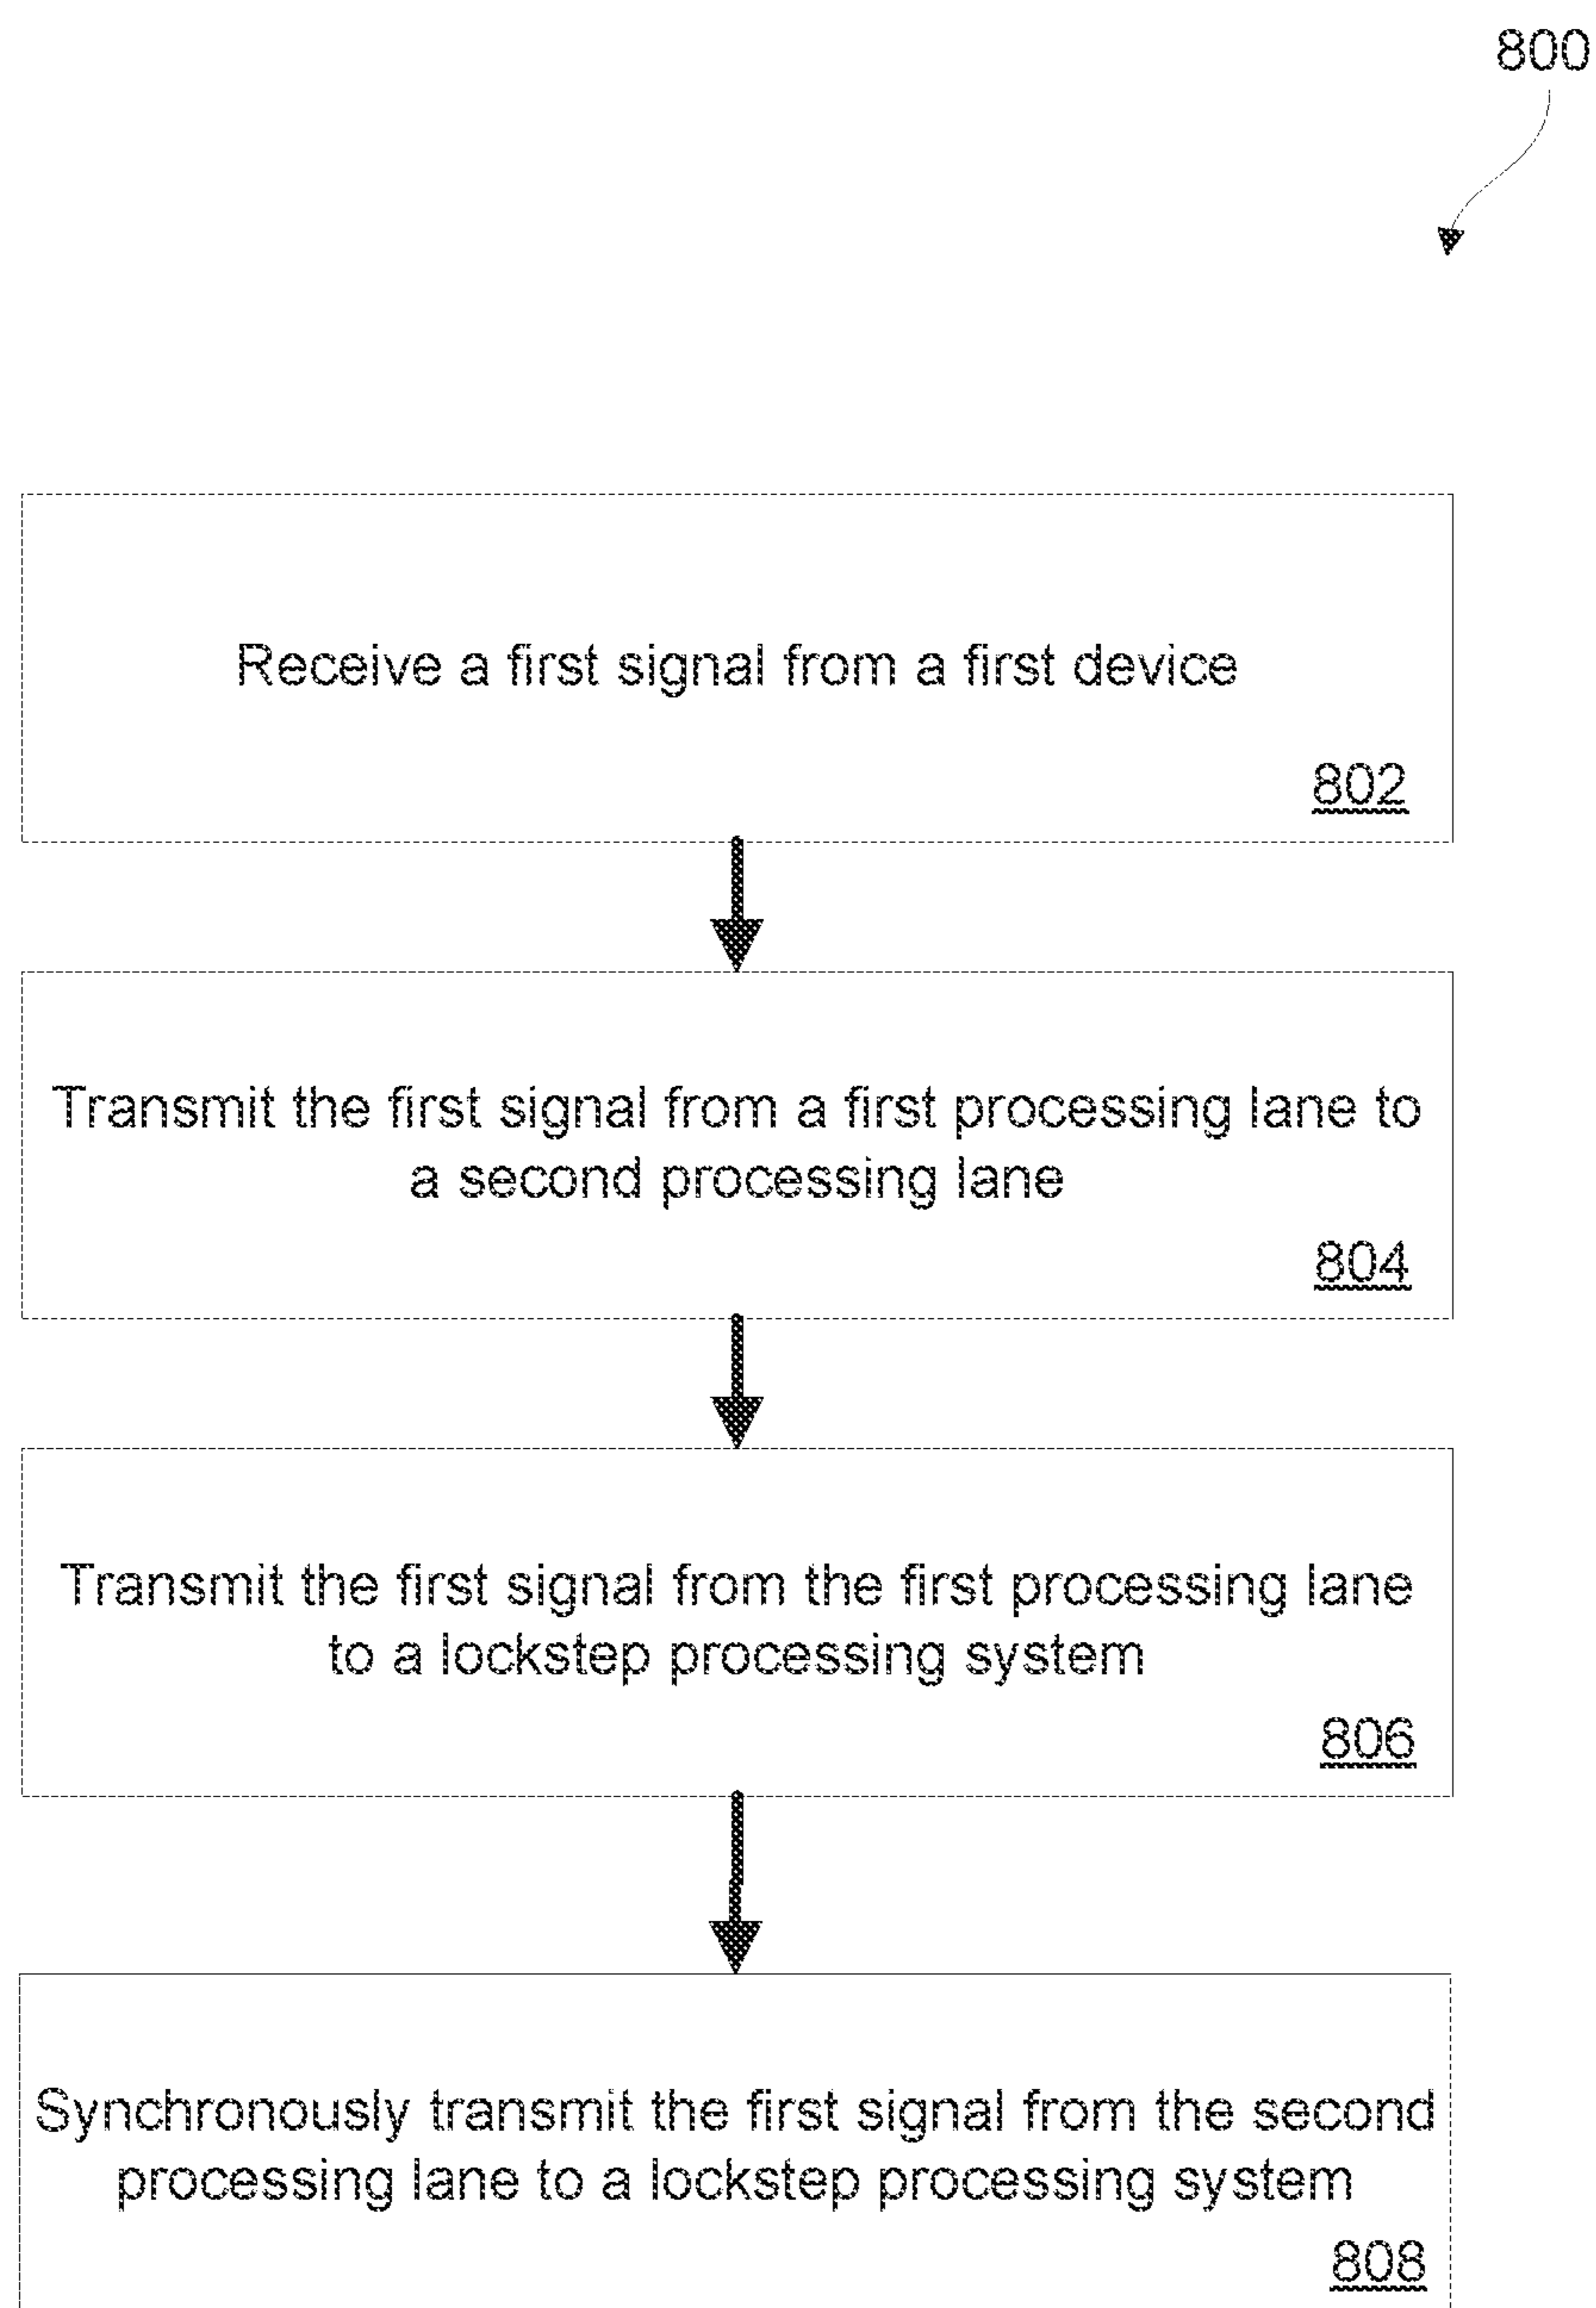 800
Receive a first signal from a first device
802
Transmit the first signal from a first processing lane to
a second processing lane
804
Transmit the first signal from the first processing lane
to a lockstep processing system
806
Synchronously transmit the first signal from the second
processing lane to a lockstep processing system
808